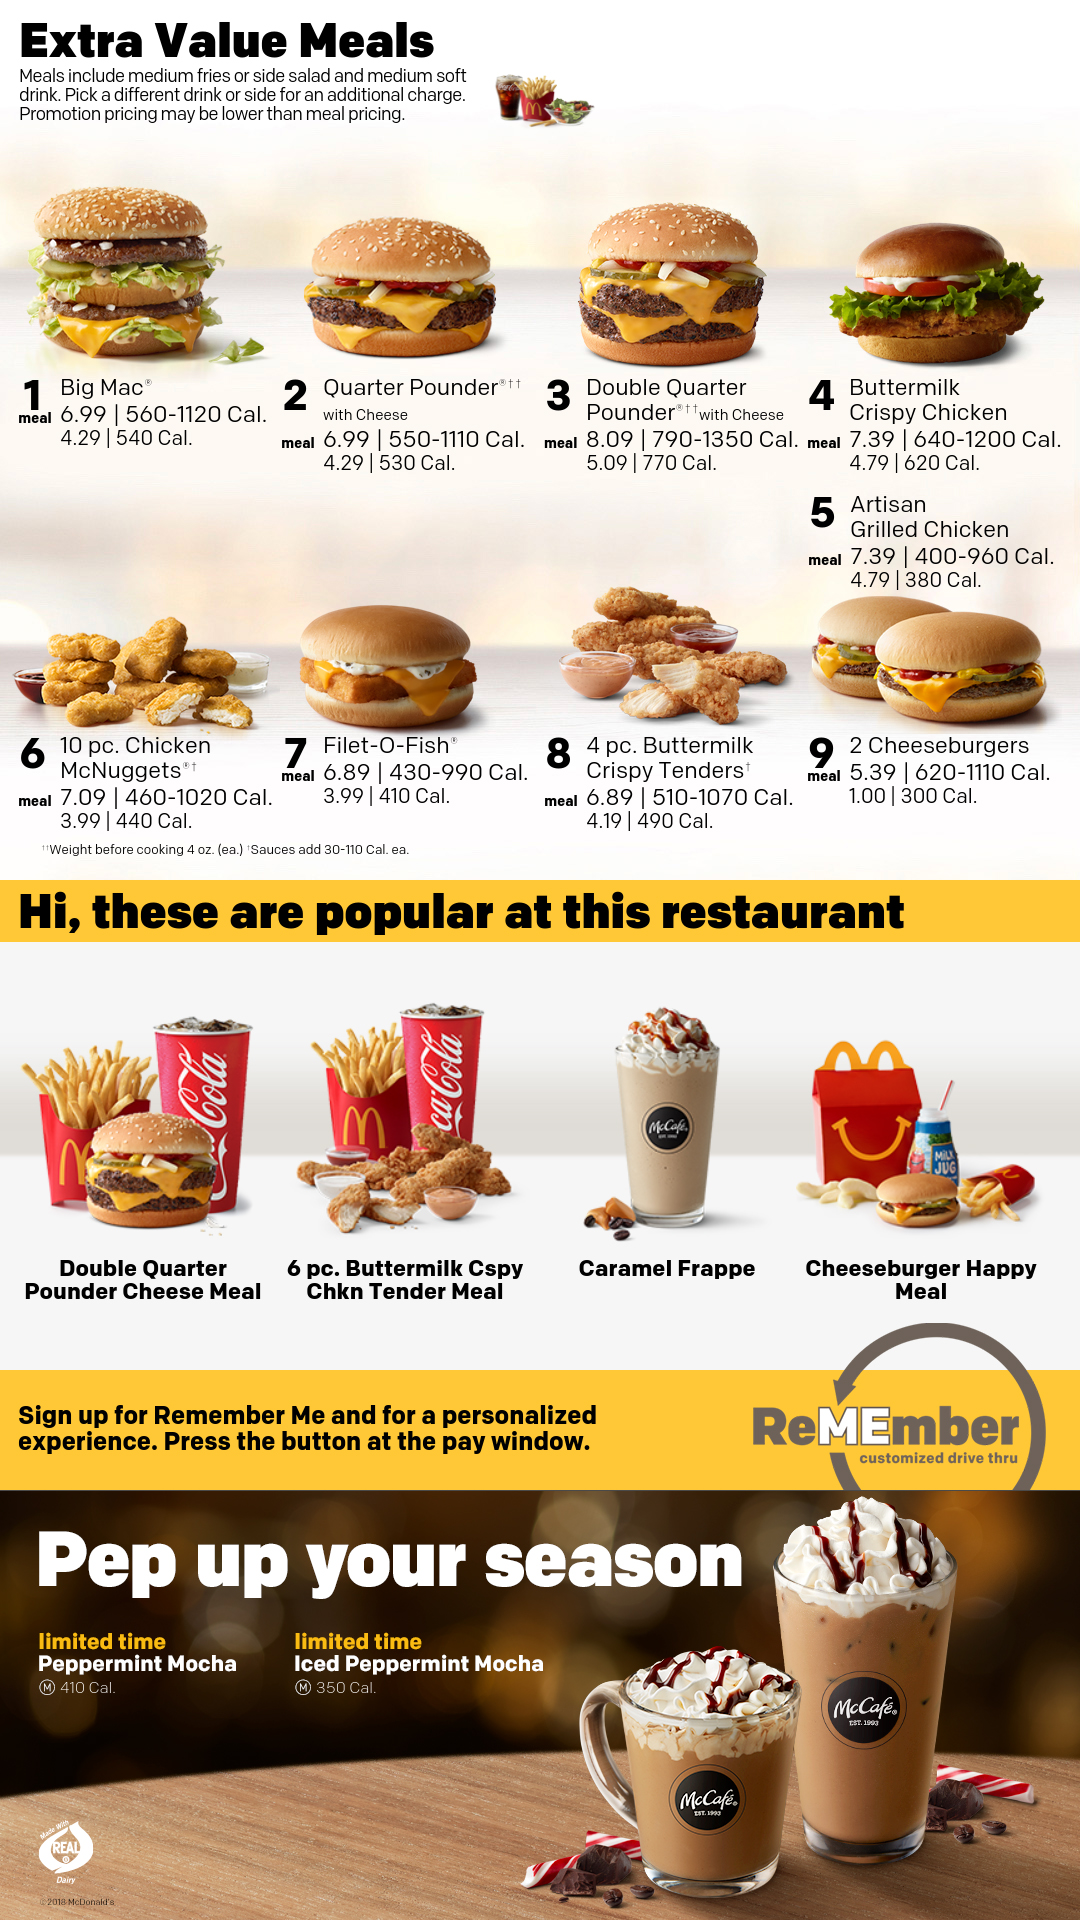 Extra Value Meals
Meals include medium fries or side salad and medium soft
drink. Pick a different drink or side for an additional charge.
Promotion pricing may be lower than meal pricing.
1 Big Mac®
meal 6.99 | 560-1120 Cal.
4.29 | 540 Cal.
2 Quarter Pounder®††
with Cheese
meal 6.99 | 550-1110 Cal.
4.29 | 530 Cal.
3 Double Quarter
Pounder®†† with Cheese
meal 8.09 | 790-1350 Cal.
5.09 | 770 Cal.
4 Buttermilk
Crispy Chicken
meal 7.39 | 640-1200 Cal.
4.79 | 620 Cal.
5 Artisan
Grilled Chicken
meal 7.39 | 400-960 Cal.
4.79 | 380 Cal.
6 10 pc. Chicken
McNuggets®†
meal 7.09 | 460-1020 Cal.
3.99 | 440 Cal.
7 Filet-O-Fish®
meal 6.89 | 430-990 Cal.
3.99 | 410 Cal.
8 4 pc. Buttermilk
Crispy Tenders†
meal 6.89 | 510-1070 Cal.
4.19 | 490 Cal.
9 2 Cheeseburgers
meal 5.39 | 620-1110 Cal.
1.00 | 300 Cal.
††Weight before cooking 4 oz. (ea.) †Sauces add 30-110 Cal. ea.
Hi, these are popular at this restaurant
Coca-Cola
ca-Cola
McCafé
EST. 1993
MiLK
JUG
Double Quarter
Pounder Cheese Meal
6 pc. Buttermilk Cspy
Chkn Tender Meal
Caramel Frappe
Cheeseburger Happy
Meal
Sign up for Remember Me and for a personalized
experience. Press the button at the pay window.
ReMEmber
customized drive thru
Pep up your season
limited time
Peppermint Mocha
M 410 Cal.
limited time
Iced Peppermint Mocha
M 350 Cal.
McCafé®
EST. 1993
McCafé®
EST. 1993
Made With
REAL
®
Dairy
© 2018 McDonald's